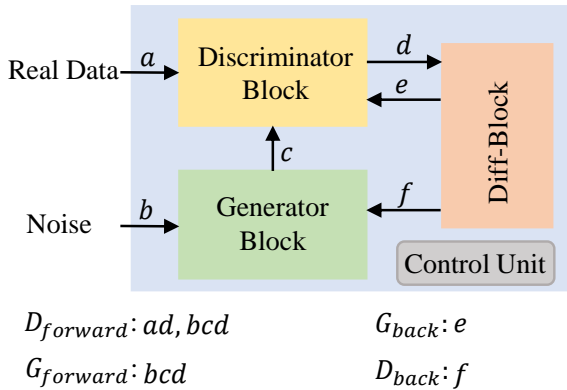 Real Data
a
Discriminator
Block
d
e
c
Diff-Block
Noise
b
Generator
Block
f
Control Unit
D_forward: ad, bcd
G_back: e
G_forward: bcd
D_back: f